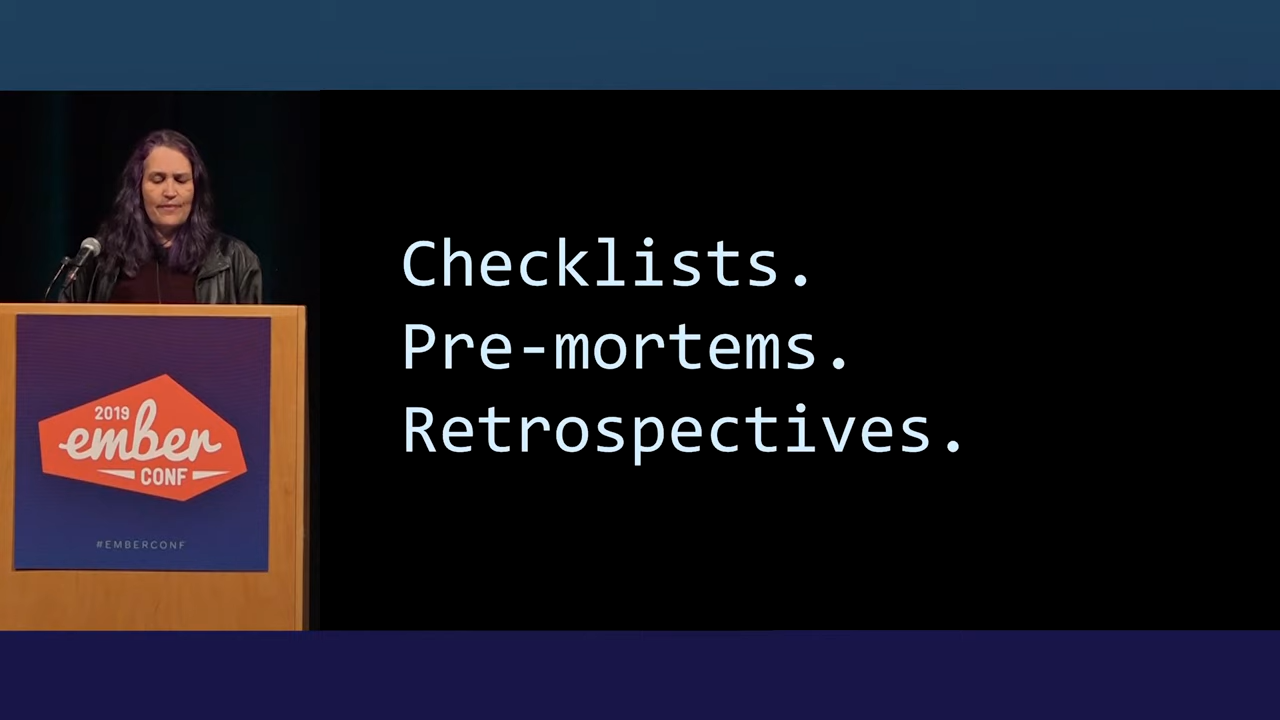 Checklists.
Pre-mortems.
Retrospectives.
2019
ember
CONF
#EMBERCONF